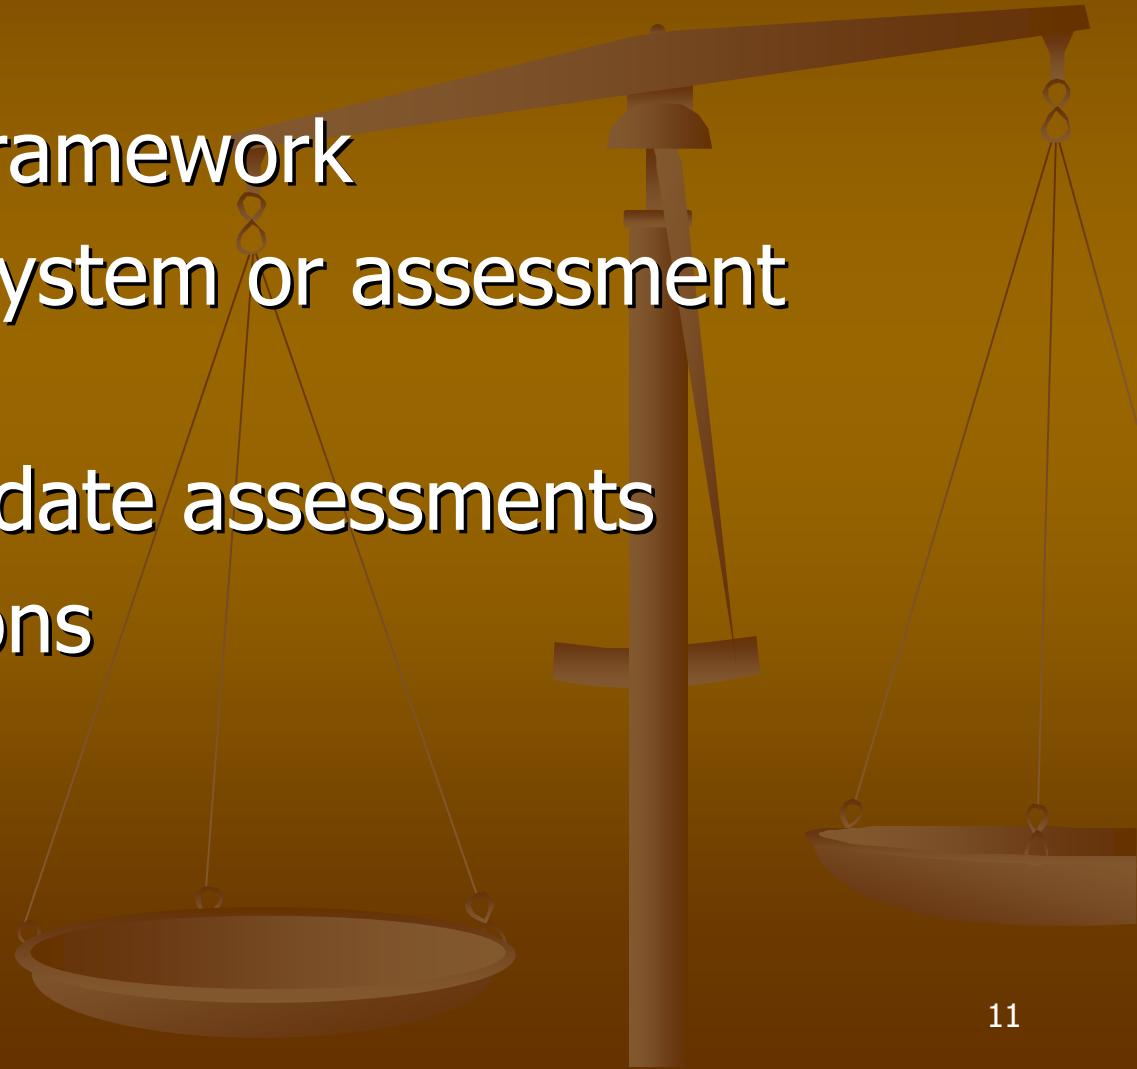 ramework
ystem or assessment
date assessments
ons
11